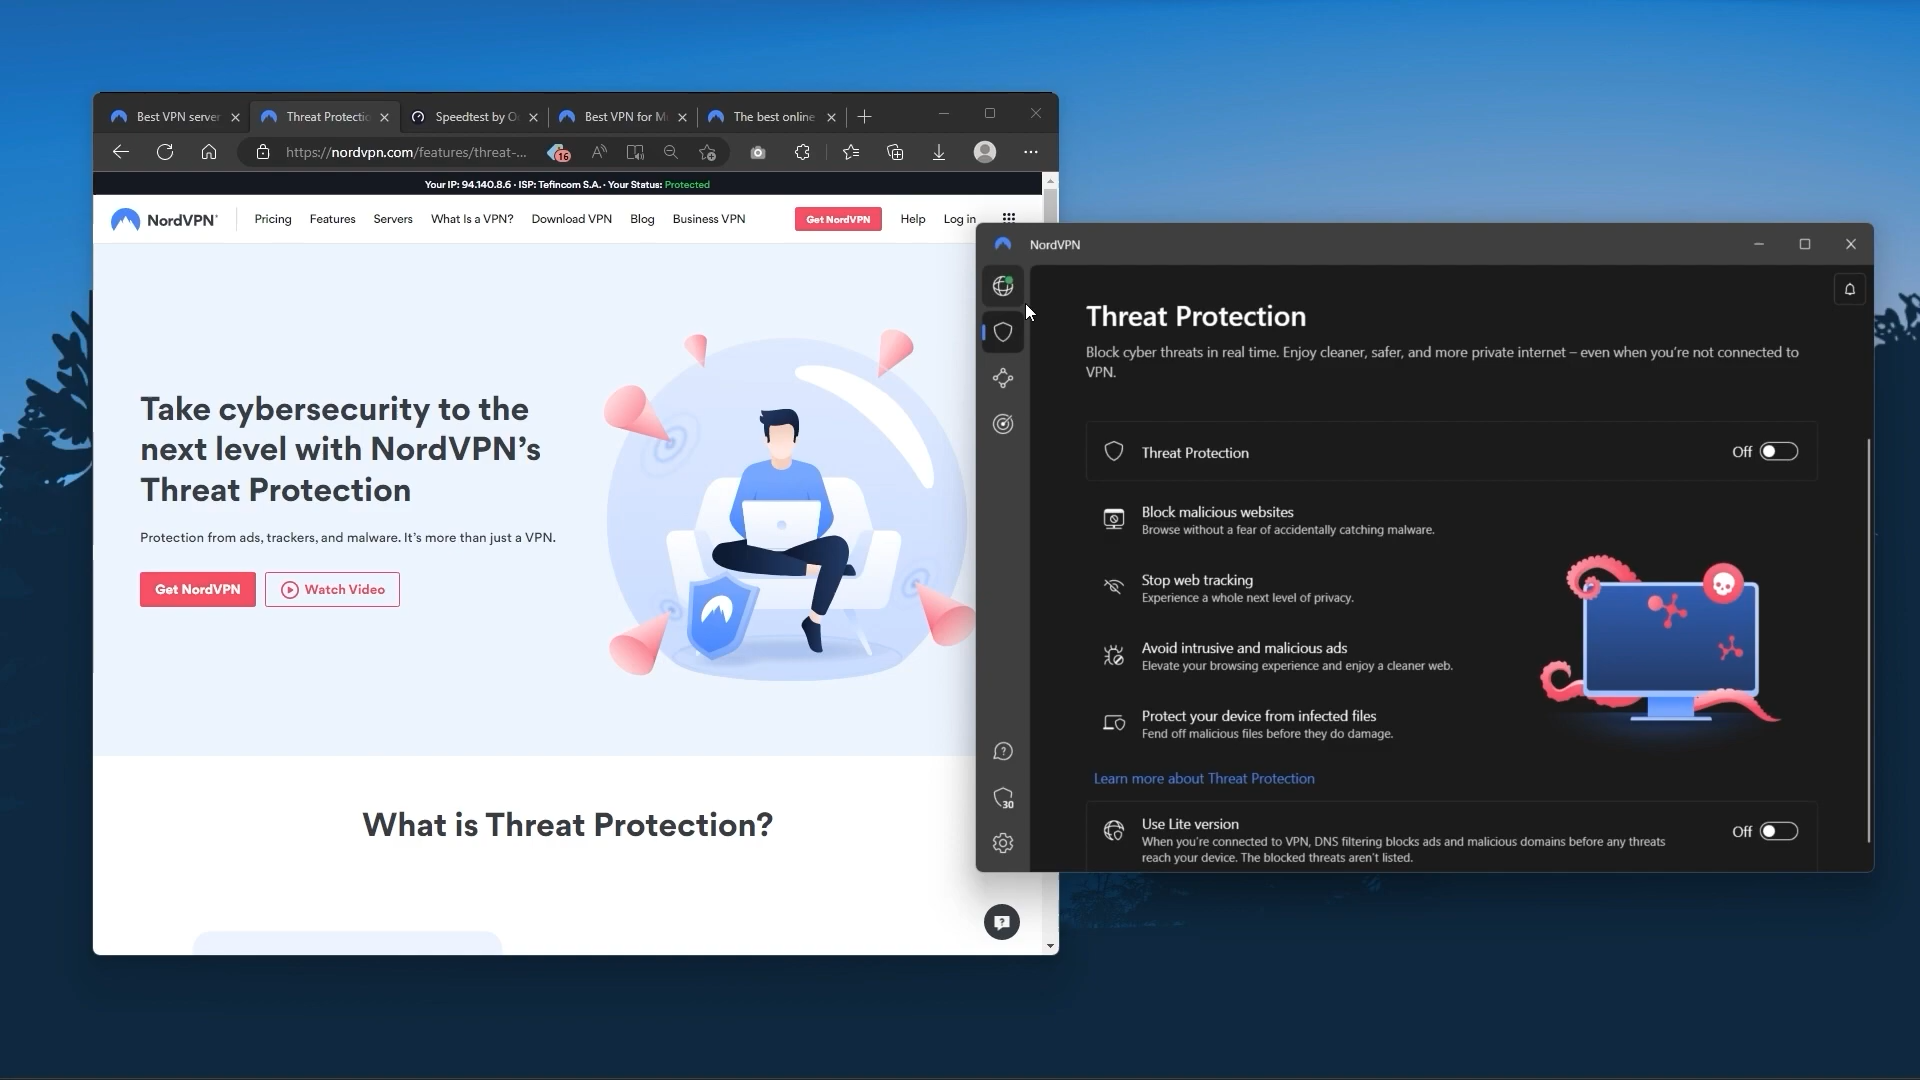 Best VPN server
Threat Protectio
Speedtest by O
Best VPN for M
The best online
https://nordvpn.com/features/threat-...
16
Your IP: 94.140.8.6 · ISP: Tefincom S.A. · Your Status: Protected
NordVPN®
Pricing
Features
Servers
What Is a VPN?
Download VPN
Blog
Business VPN
Get NordVPN
Help
Log in
Take cybersecurity to the
next level with NordVPN’s
Threat Protection
Protection from ads, trackers, and malware. It’s more than just a VPN.
Get NordVPN
Watch Video
What is Threat Protection?
NordVPN
Threat Protection
Block cyber threats in real time. Enjoy cleaner, safer, and more private internet – even when you’re not connected to
VPN.
Threat Protection
Off
Block malicious websites
Browse without a fear of accidentally catching malware.
Stop web tracking
Experience a whole next level of privacy.
Avoid intrusive and malicious ads
Elevate your browsing experience and enjoy a cleaner web.
Protect your device from infected files
Fend off malicious files before they do damage.
Learn more about Threat Protection
30
Use Lite version
Off
When you’re connected to VPN, DNS filtering blocks ads and malicious domains before any threats
reach your device. The blocked threats aren’t listed.